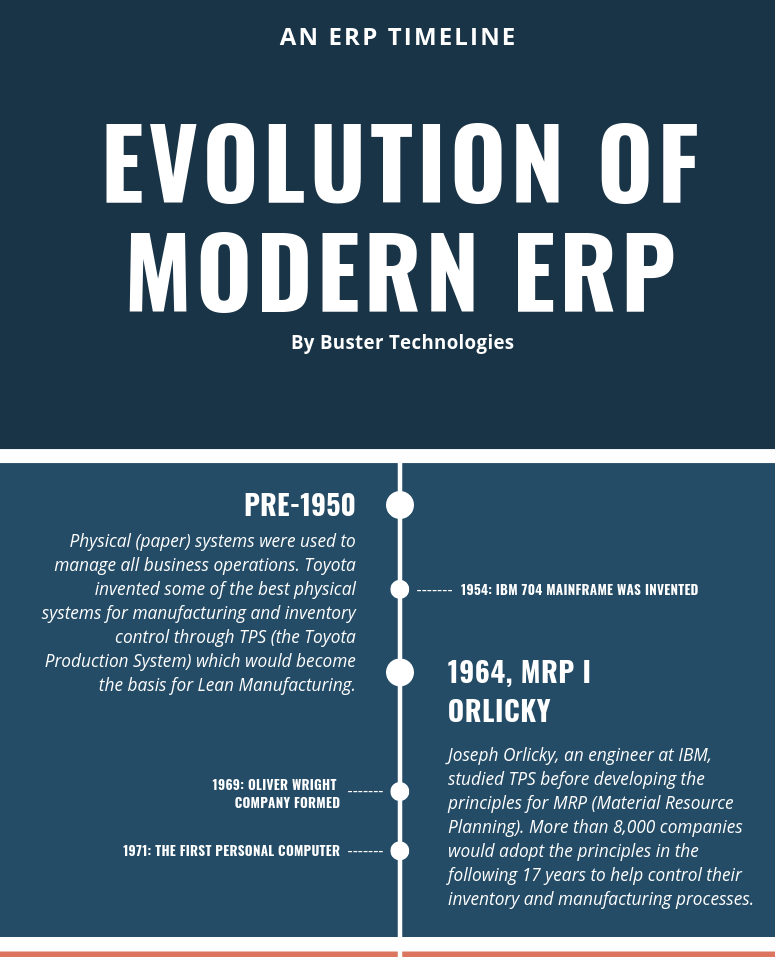 AN ERP TIMELINE
EVOLUTION OF
MODERN ERP
By Buster Technologies
PRE-1950
Physical (paper) systems were used to
manage all business operations. Toyota
invented some of the best physical
systems for manufacturing and inventory
control through TPS (the Toyota
Production System) which would become
the basis for Lean Manufacturing.
1954: IBM 704 MAINFRAME WAS INVENTED
1964, MRP I
ORLICKY
Joseph Orlicky, an engineer at IBM,
studied TPS before developing the
principles for MRP (Material Resource
Planning). More than 8,000 companies
would adopt the principles in the
following 17 years to help control their
inventory and manufacturing processes.
1969: OLIVER WRIGHT
COMPANY FORMED
1971: THE FIRST PERSONAL COMPUTER